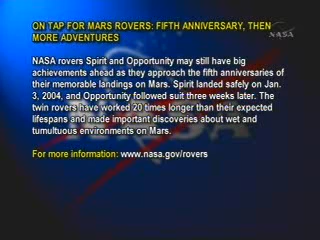 ON TAP FOR MARS ROVERS: FIFTH ANNIVERSARY, THEN
MORE ADVENTURES
NASA
NASA rovers Spirit and Opportunity may still have big
achievements ahead as they approach the fifth anniversaries of
their memorable landings on Mars. Spirit landed safely on Jan.
3, 2004, and Opportunity followed suit three weeks later. The
twin rovers have worked 20 times longer than their expected
lifespans and made important discoveries about wet and
tumultuous environments on Mars.
For more information: www.nasa.gov/rovers